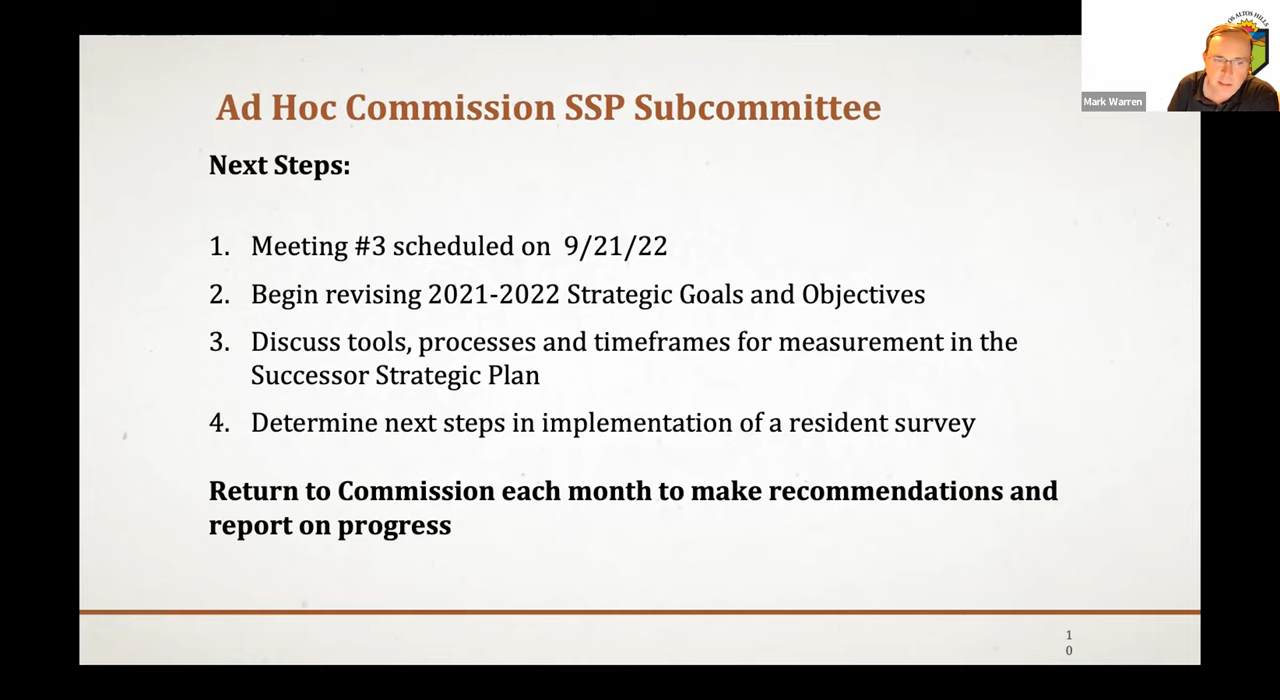 LOS ALTOS HILLS
Mark Warren
Ad Hoc Commission SSP Subcommittee
Next Steps:
1. Meeting #3 scheduled on 9/21/22
2. Begin revising 2021-2022 Strategic Goals and Objectives
3. Discuss tools, processes and timeframes for measurement in the
Successor Strategic Plan
4. Determine next steps in implementation of a resident survey
Return to Commission each month to make recommendations and
report on progress
1
0